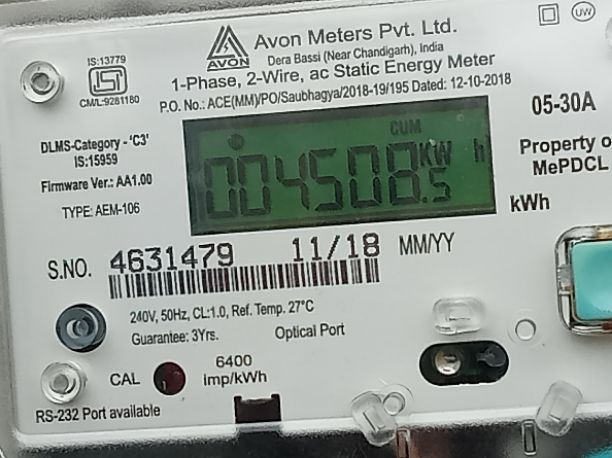 IS:13779
CM/L:9281180
AVON
Avon Meters Pvt. Ltd.
Dera Bassi (Near Chandigarh), India
1-Phase, 2-Wire, ac Static Energy Meter
P.O. No.: ACE(MM)/PO/Saubhagya/2018-19/195 Dated: 12-10-2018
UW
05-30A
DLMS-Category - 'C3'
IS:15959
Firmware Ver.: AA1.00
TYPE: AEM-106
CUM
004508.5 KW h
Property o
MePDCL
kWh
S.NO. 4631479 11/18 MM/YY
240V, 50Hz, CL:1.0, Ref. Temp. 27°C
Guarantee: 3Yrs. Optical Port
CAL
6400
imp/kWh
RS-232 Port available